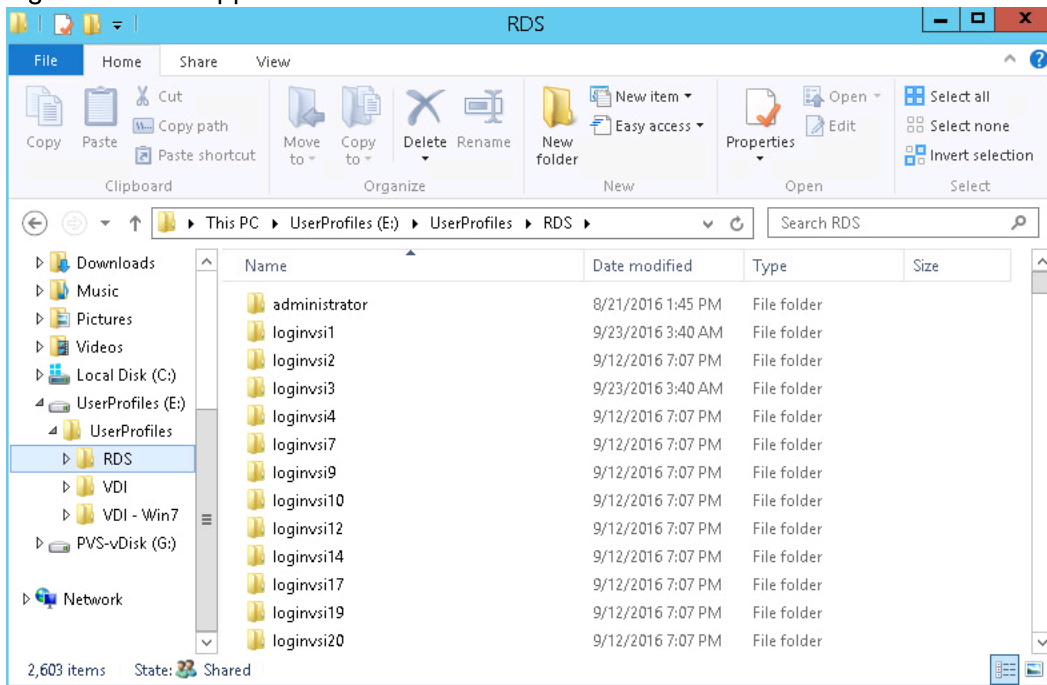 RDS
File Home Share View
Copy Paste Cut Copy path Paste shortcut
Clipboard
Move to Copy to Delete Rename
Organize
New folder New item Easy access
New
Properties Open Edit
Open
Select all Select none Invert selection
Select
This PC UserProfiles (E:) UserProfiles RDS Search RDS
Downloads
Music
Pictures
Videos
Local Disk (C:)
UserProfiles (E:)
UserProfiles
RDS
VDI
VDI - Win7
PVS-vDisk (G:)
Network
Name Date modified Type Size
administrator 8/21/2016 1:45 PM File folder
loginvsi1 9/23/2016 3:40 AM File folder
loginvsi2 9/12/2016 7:07 PM File folder
loginvsi3 9/23/2016 3:40 AM File folder
loginvsi4 9/12/2016 7:07 PM File folder
loginvsi7 9/12/2016 7:07 PM File folder
loginvsi9 9/12/2016 7:07 PM File folder
loginvsi10 9/12/2016 7:07 PM File folder
loginvsi12 9/12/2016 7:07 PM File folder
loginvsi14 9/12/2016 7:07 PM File folder
loginvsi17 9/12/2016 7:07 PM File folder
loginvsi19 9/12/2016 7:07 PM File folder
loginvsi20 9/12/2016 7:07 PM File folder
2,603 items State: Shared